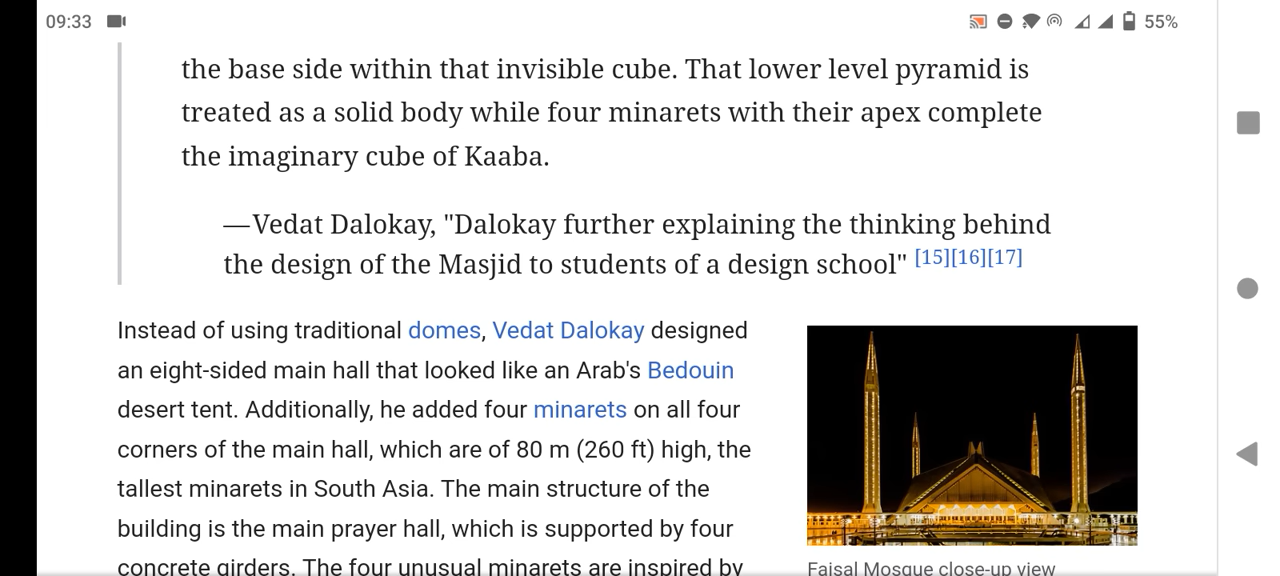 09:33
55%
the base side within that invisible cube. That lower level pyramid is
treated as a solid body while four minarets with their apex complete
the imaginary cube of Kaaba.
—Vedat Dalokay, "Dalokay further explaining the thinking behind
the design of the Masjid to students of a design school" [15][16][17]
Instead of using traditional domes, Vedat Dalokay designed
an eight-sided main hall that looked like an Arab's Bedouin
desert tent. Additionally, he added four minarets on all four
corners of the main hall, which are of 80 m (260 ft) high, the
tallest minarets in South Asia. The main structure of the
building is the main prayer hall, which is supported by four
concrete girders. The four unusual minarets are inspired by
Faisal Mosque close-up view